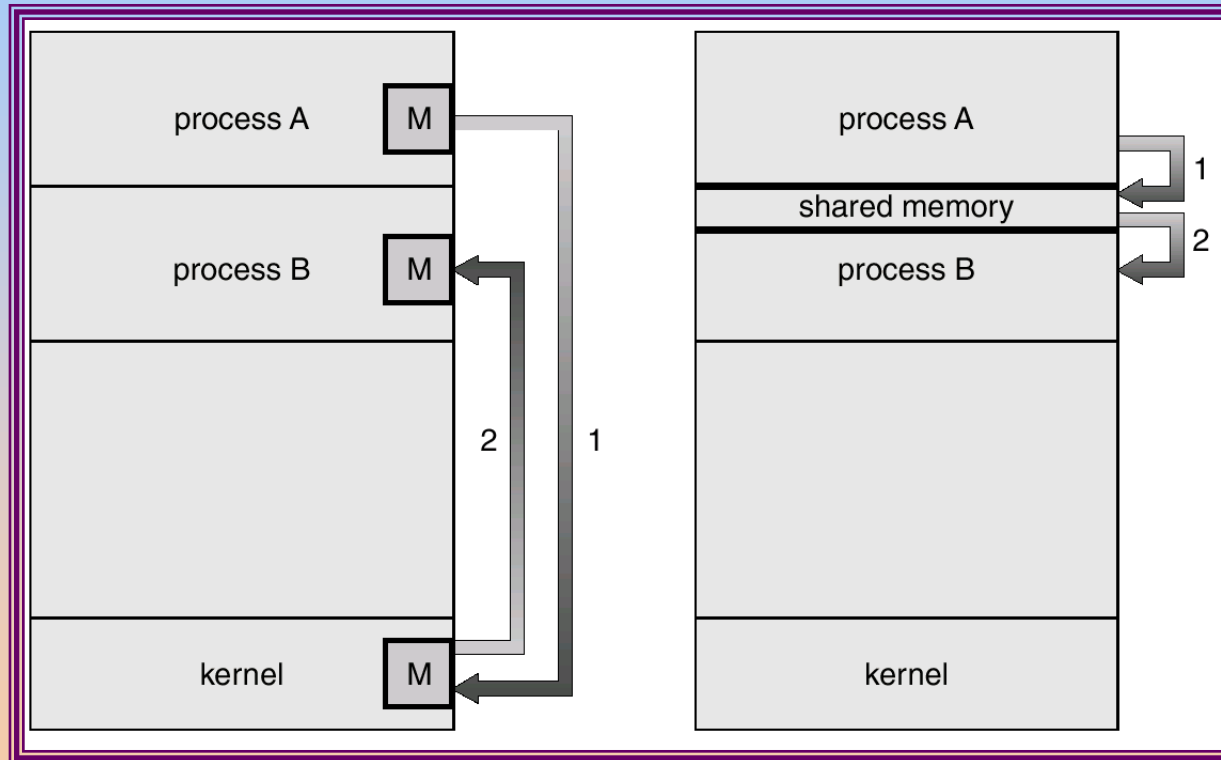 process A
M
process B
M
2
1
kernel
M
process A
1
shared memory
2
process B
kernel